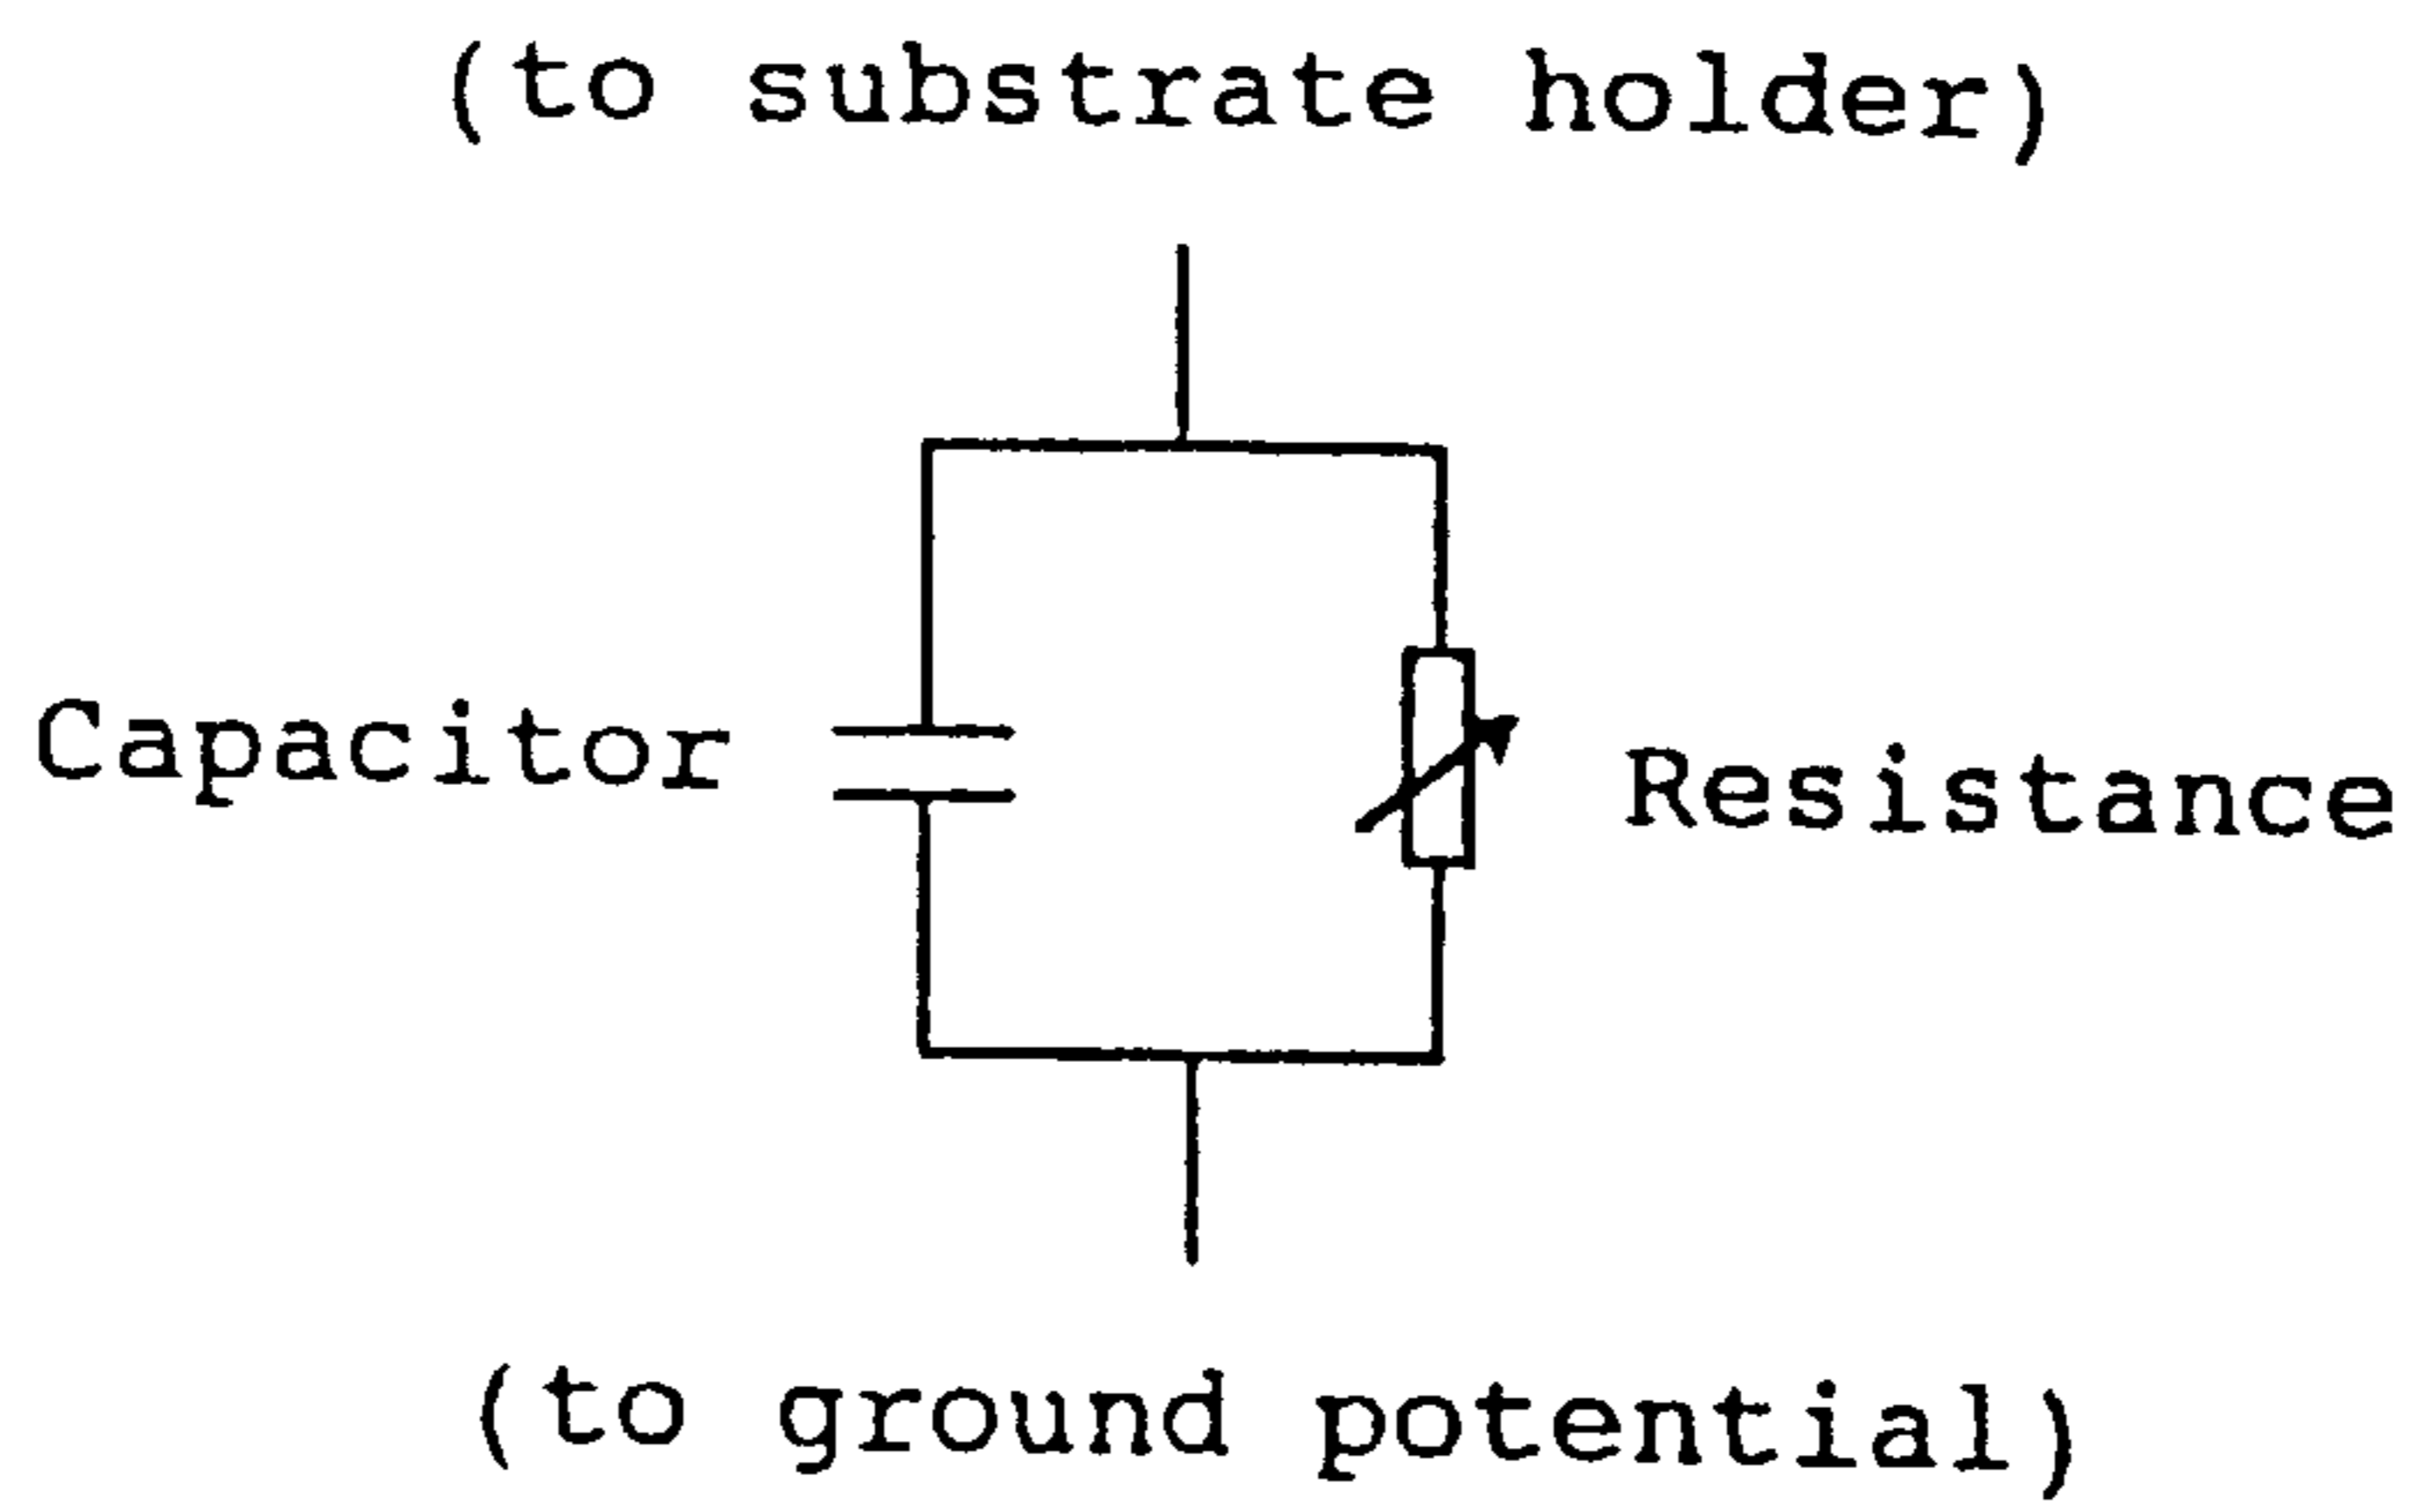 (to substrate holder)
Capacitor
Resistance
(to ground potential)